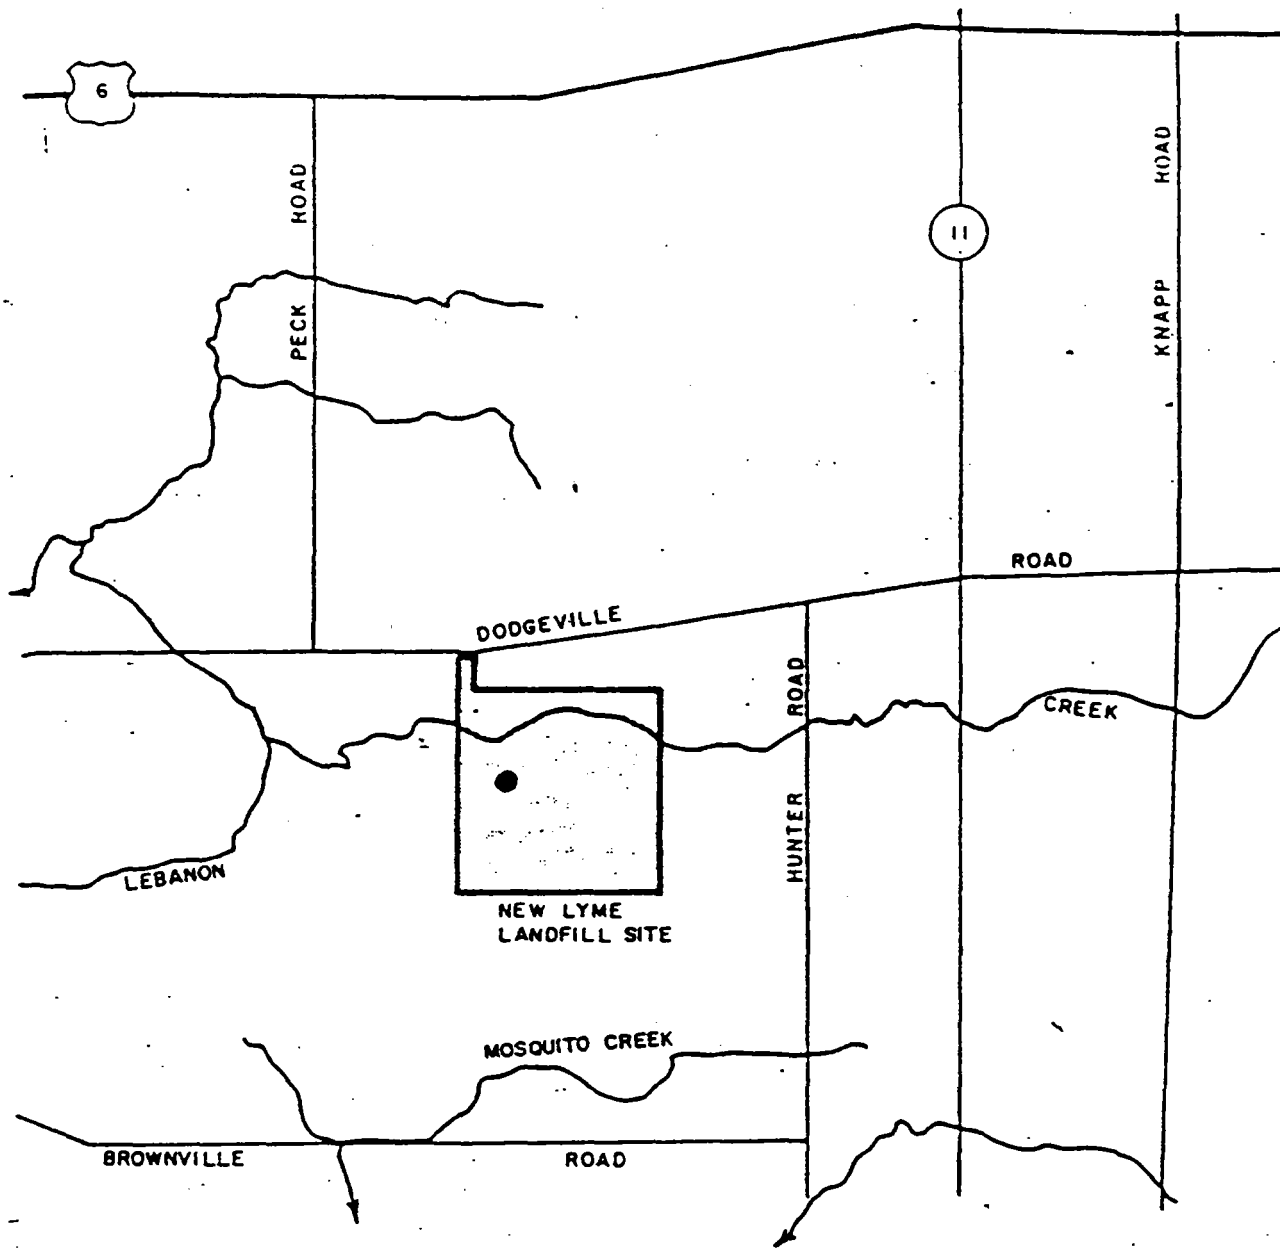 6
ROAD
PECK
11
ROAD
KNAPP
ROAD
DODGEVILLE
ROAD
CREEK
HUNTER
LEBANON
NEW LYME
LANDFILL SITE
MOSQUITO CREEK
BROWNVILLE
ROAD